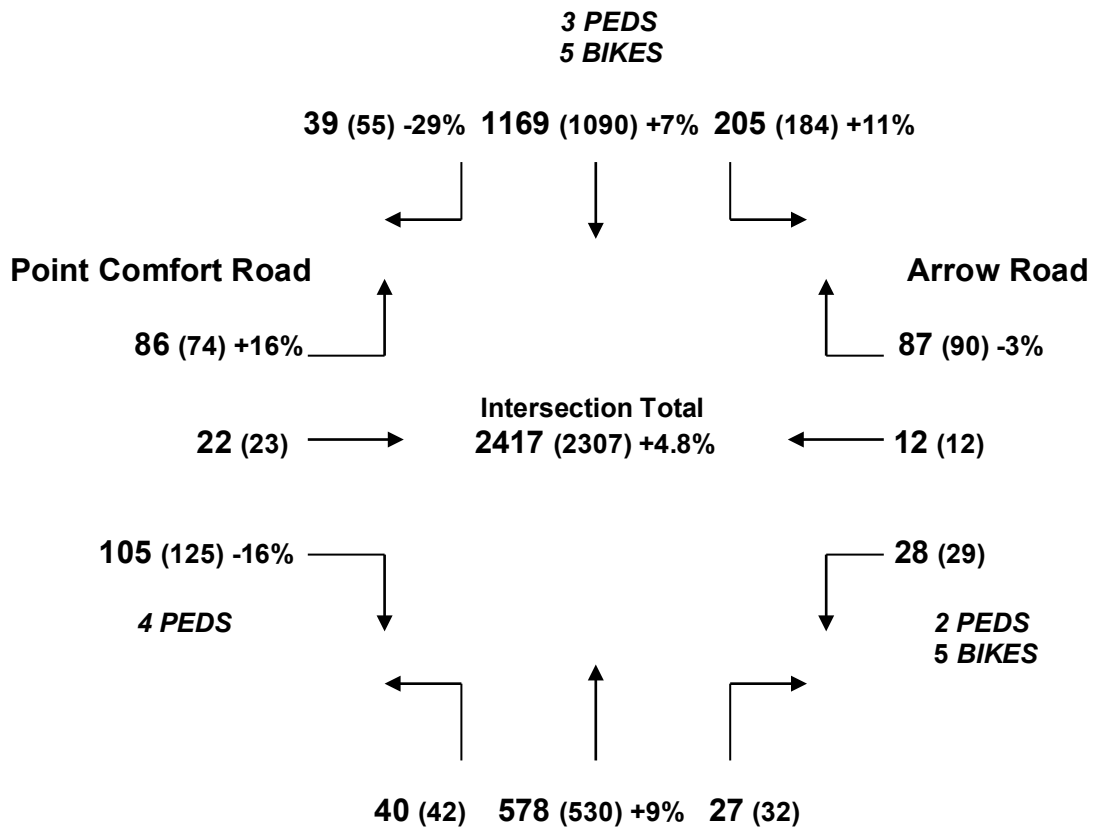 3 PEDS
5 BIKES
39 (55) -29% 1169 (1090) +7% 205 (184) +11%
Point Comfort Road
Arrow Road
86 (74) +16%
87 (90) -3%
Intersection Total
22 (23)
2417 (2307) +4.8%
12 (12)
105 (125) -16%
28 (29)
4 PEDS
2 PEDS
5 BIKES
40 (42) 578 (530) +9% 27 (32)